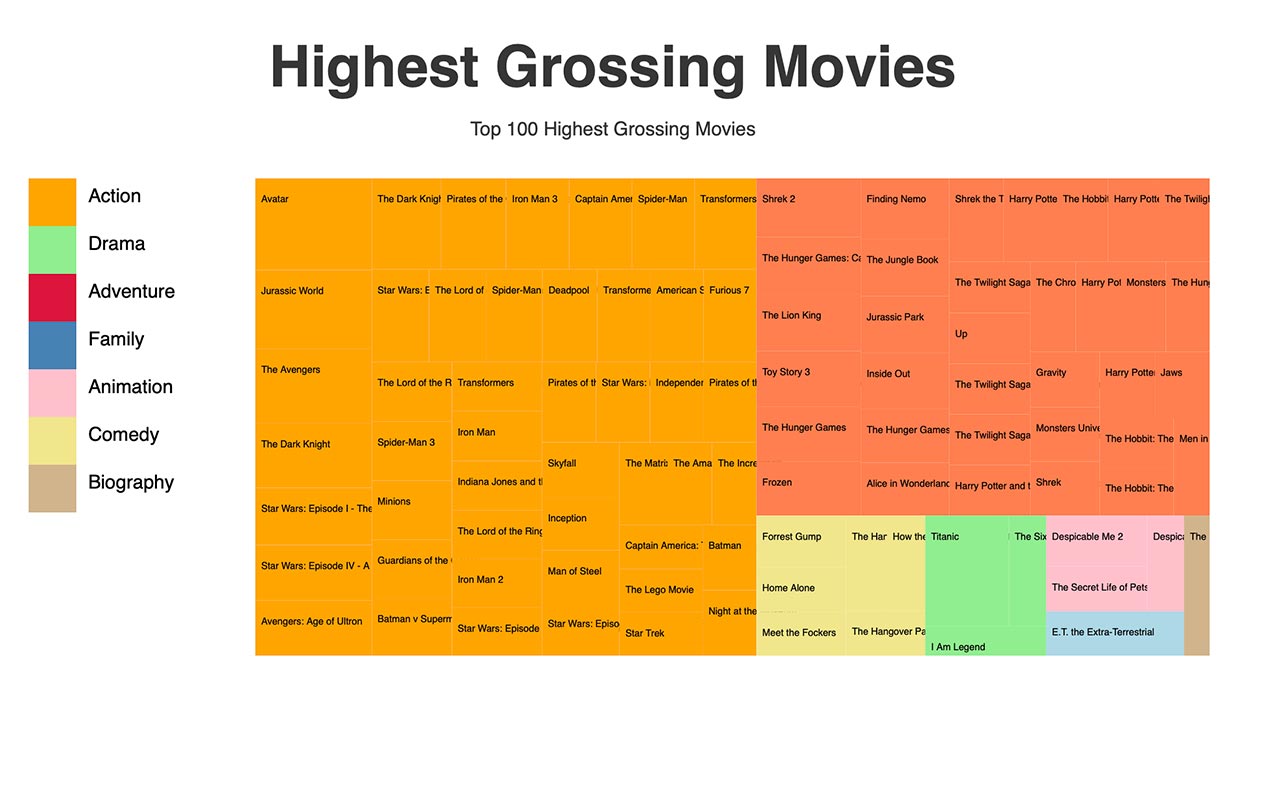 Highest Grossing Movies
Top 100 Highest Grossing Movies
Action
Drama
Adventure
Family
Animation
Comedy
Biography
Avatar
Jurassic World
The Avengers
The Dark Knight
Star Wars: Episode I - The
Star Wars: Episode IV - A
Avengers: Age of Ultron
The Dark Knigh
Pirates of the
Iron Man 3
Captain Amer
Spider-Man
Transformers
Star Wars: E
The Lord of
Spider-Man
Deadpool
Transforme
American S
Furious 7
The Lord of the R
Spider-Man 3
Minions
Guardians of the
Batman v Superm
Transformers
Iron Man
Indiana Jones and t
The Lord of the Ring
Iron Man 2
Star Wars: Episode
Pirates of th
Star Wars:
Independen
Pirates of th
Skyfall
Inception
Man of Steel
Star Wars: Episo
The Matri
The Ama
The Incre
Captain America:
The Lego Movie
Star Trek
Batman
Night at the
Shrek 2
The Hunger Games: Ca
The Lion King
Toy Story 3
The Hunger Games
Frozen
Finding Nemo
The Jungle Book
Jurassic Park
Inside Out
The Hunger Games
Alice in Wonderland
Shrek the T
Harry Potte
The Hobbit
Harry Potte
The Twiligh
The Twilight Saga
Up
The Twilight Saga
The Twilight Saga
Harry Potter and t
The Chro
Harry Pot
Monsters
The Hung
Gravity
Monsters Unive
Shrek
Harry Potter
Jaws
The Hobbit: The
Men in
The Hobbit: The
Forrest Gump
Home Alone
Meet the Fockers
The Han
How the
The Hangover Pa
Titanic
The Six
I Am Legend
Despicable Me 2
Despica
The Secret Life of Pets
E.T. the Extra-Terrestrial
The